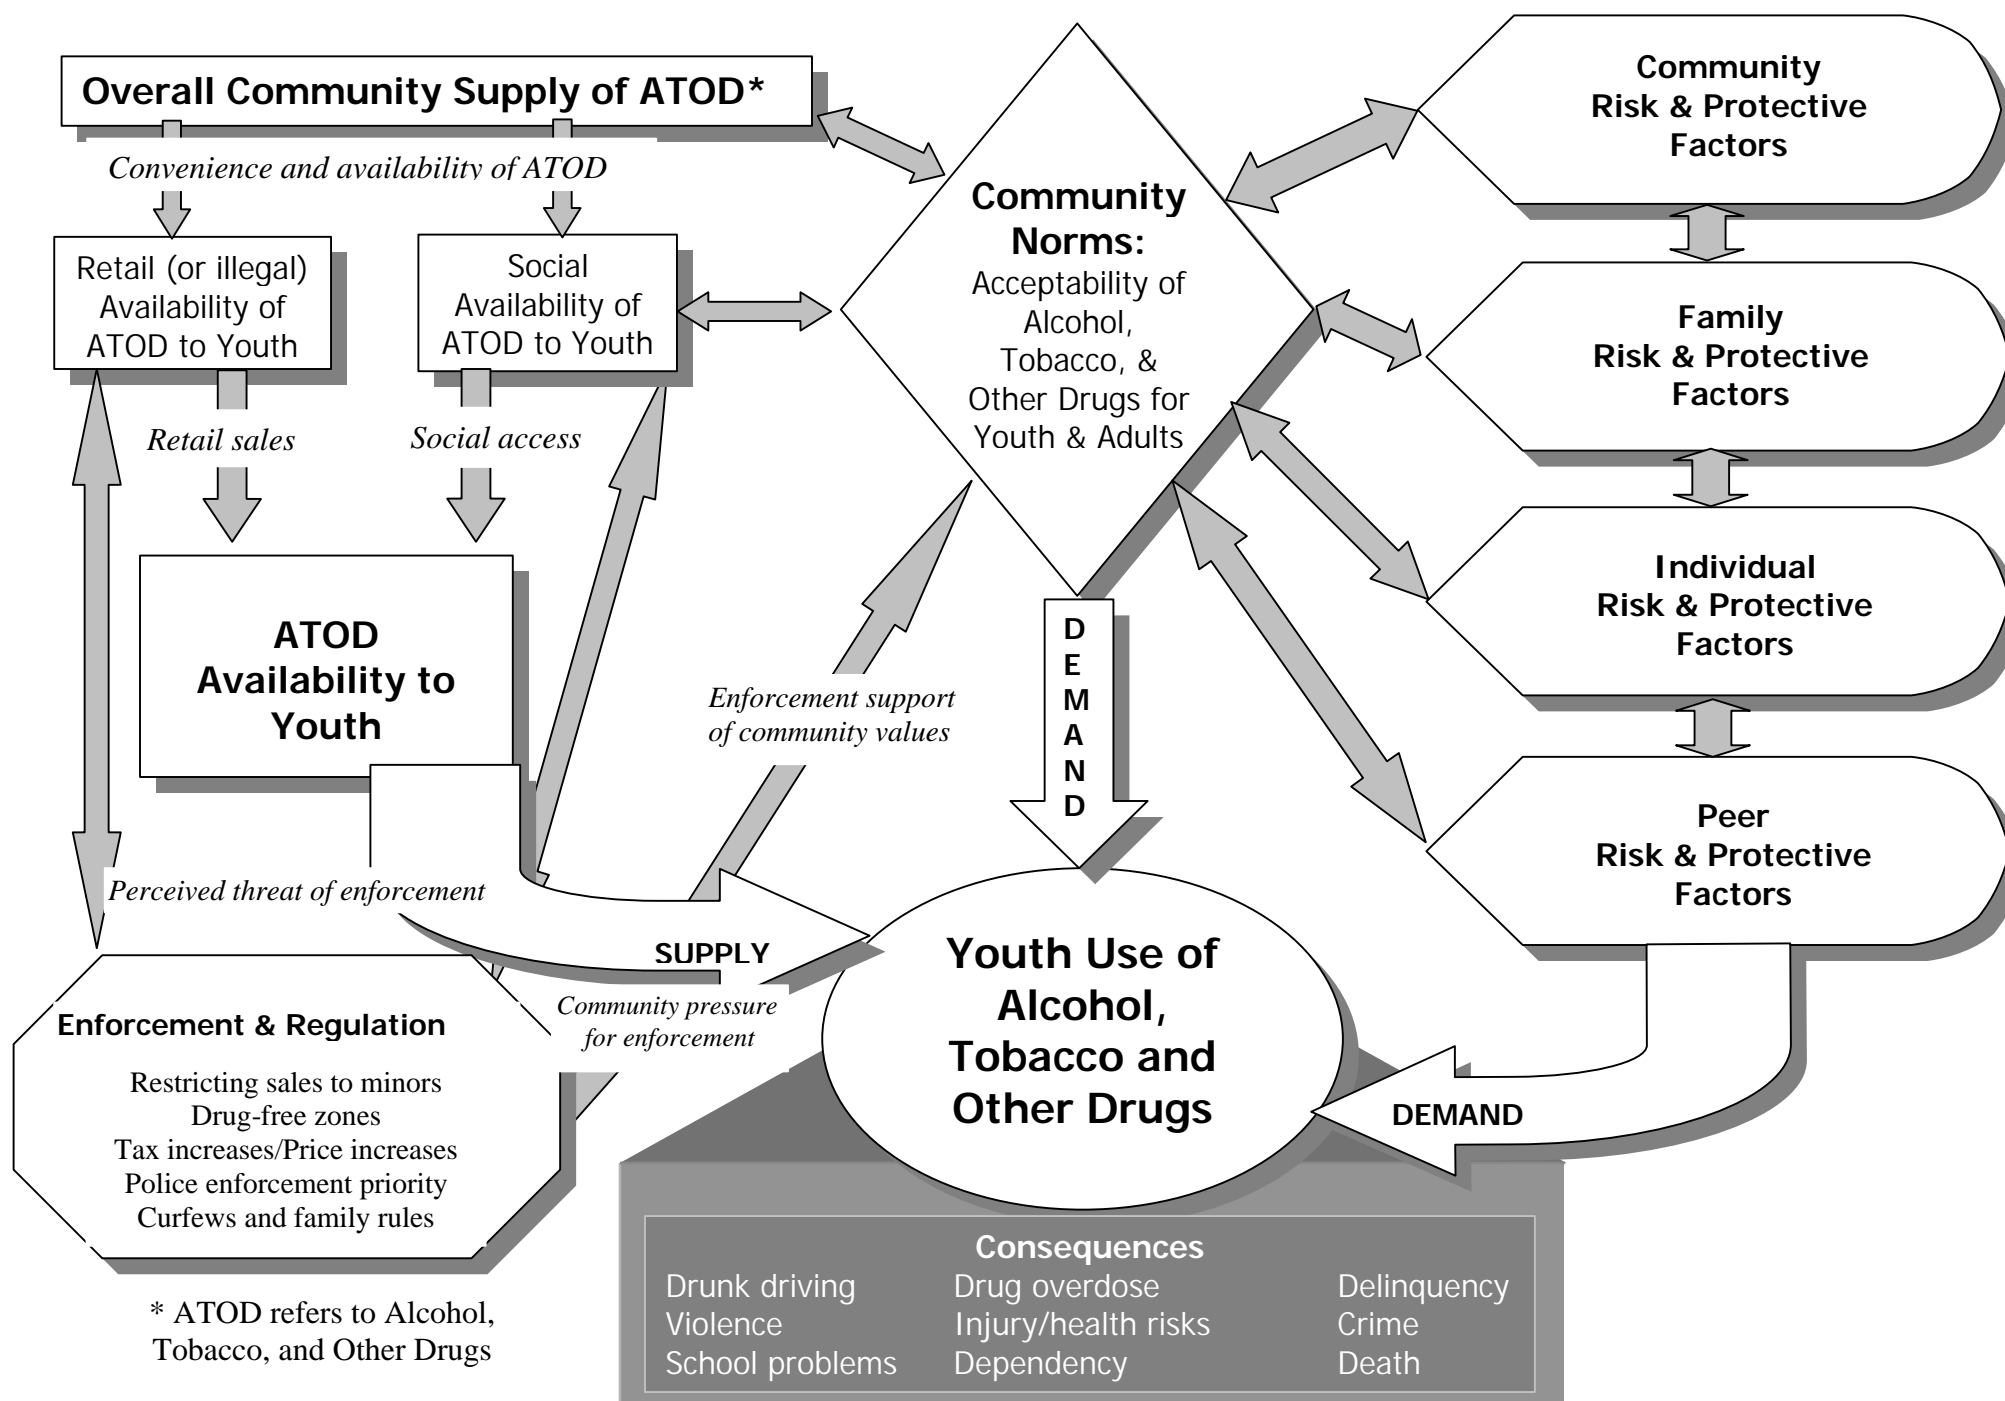 Overall Community Supply of ATOD*
Convenience and availability of ATOD
Retail (or illegal)
Availability of
ATOD to Youth
Social
Availability of
ATOD to Youth
Retail sales
Social access
ATOD
Availability to
Youth
Perceived threat of enforcement
Enforcement & Regulation
Restricting sales to minors
Drug-free zones
Tax increases/Price increases
Police enforcement priority
Curfews and family rules
* ATOD refers to Alcohol,
Tobacco, and Other Drugs
Community
Norms:
Acceptability of
Alcohol,
Tobacco, &
Other Drugs for
Youth & Adults
Enforcement support
of community values
DEMAND
SUPPLY
Community pressure
for enforcement
Youth Use of
Alcohol,
Tobacco and
Other Drugs
Community
Risk & Protective
Factors
Family
Risk & Protective
Factors
Individual
Risk & Protective
Factors
Peer
Risk & Protective
Factors
DEMAND
Consequences
Drunk driving Drug overdose Delinquency
Violence Injury/health risks Crime
School problems Dependency Death